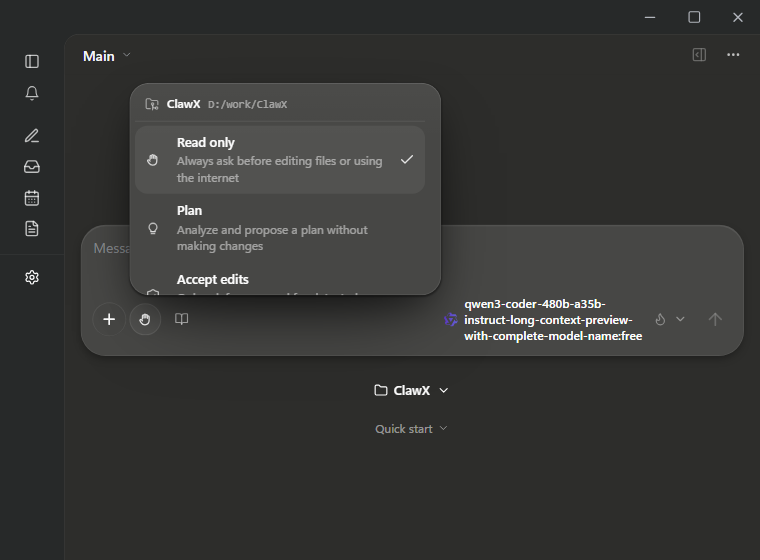 Main
ClawX D:/work/ClawX
Read only
Always ask before editing files or using
the internet
Plan
Analyze and propose a plan without
making changes
Accept edits
Messa
qwen3-coder-480b-a35b-
instruct-long-context-preview-
with-complete-model-name:free
ClawX
Quick start